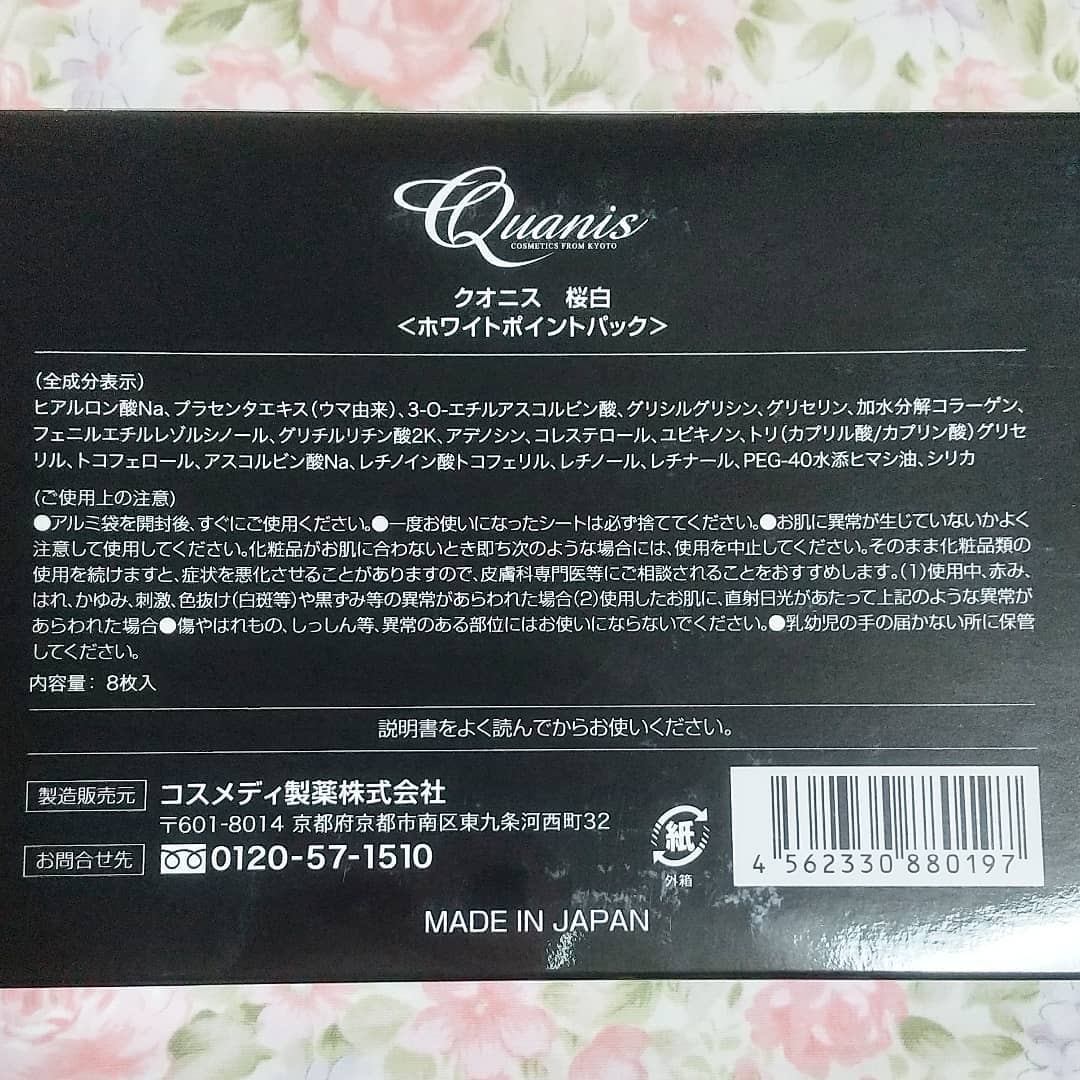 Quanis
COSMETICS FROM KYOTO
クオニス 桜白
<ホワイトポイントパック>
(全成分表示)
ヒアルロン酸Na、プラセンタエキス(ウマ由来)、3-O-エチルアスコルビン酸、グリシルグリシン、グリセリン、加水分解コラーゲン、
フェニルエチルレゾルシノール、グリチルリチン酸2K、アデノシン、コレステロール、ユビキノン、トリ(カプリル酸/カプリン酸)グリセ
リル、トコフェロール、アスコルビン酸Na、レチノイン酸トコフェリル、レチノール、レチナール、PEG-40水添ヒマシ油、シリカ
(ご使用上の注意)
●アルミ袋を開封後、すぐにご使用ください。●一度お使いになったシートは必ず捨ててください。●お肌に異常が生じていないかよく
注意して使用してください。化粧品がお肌に合わないとき即ち次のような場合には、使用を中止してください。そのまま化粧品類の
使用を続けますと、症状を悪化させることがありますので、皮膚科専門医等にご相談されることをおすすめします。(1)使用中、赤み、
はれ、かゆみ、刺激、色抜け(白斑等)や黒ずみ等の異常があらわれた場合(2)使用したお肌に、直射日光があたって上記のような異常が
あらわれた場合●傷やはれもの、しっしん等、異常のある部位にはお使いにならないでください。●乳幼児の手の届かない所に保管
してください。
内容量: 8枚入
説明書をよく読んでからお使いください。
製造販売元 コスメディ製薬株式会社
〒601-8014 京都府京都市南区東九条河西町32
お問合せ先 0120-57-1510
紙
外箱
4 562330 880197
MADE IN JAPAN